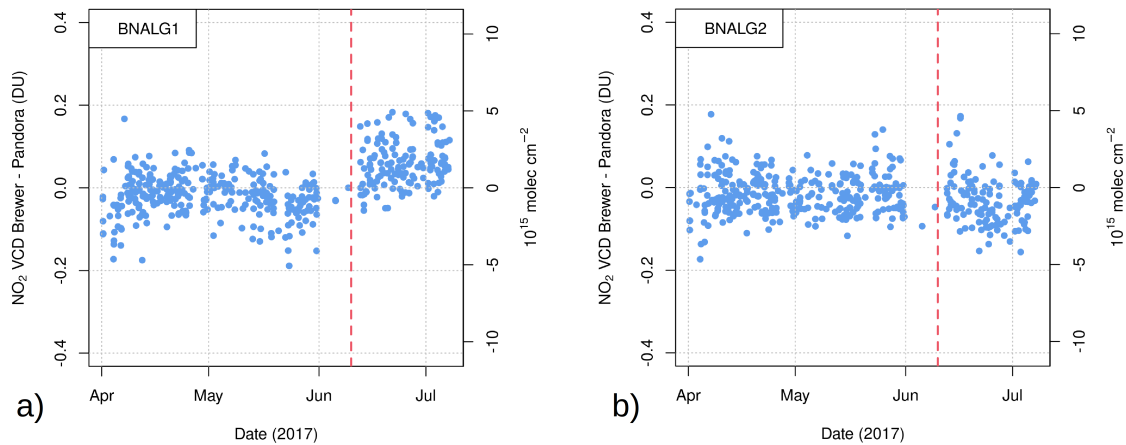 BNALG1
0.4
0.2
0.0
-0.2
-0.4
NO2 VCD Brewer - Pandora (DU)
10
5
0
-5
-10
10^15 molec cm^−2
Apr
May
Jun
Jul
Date (2017)
a)
BNALG2
0.4
0.2
0.0
-0.2
-0.4
NO2 VCD Brewer - Pandora (DU)
10
5
0
-5
-10
10^15 molec cm^−2
Apr
May
Jun
Jul
Date (2017)
b)